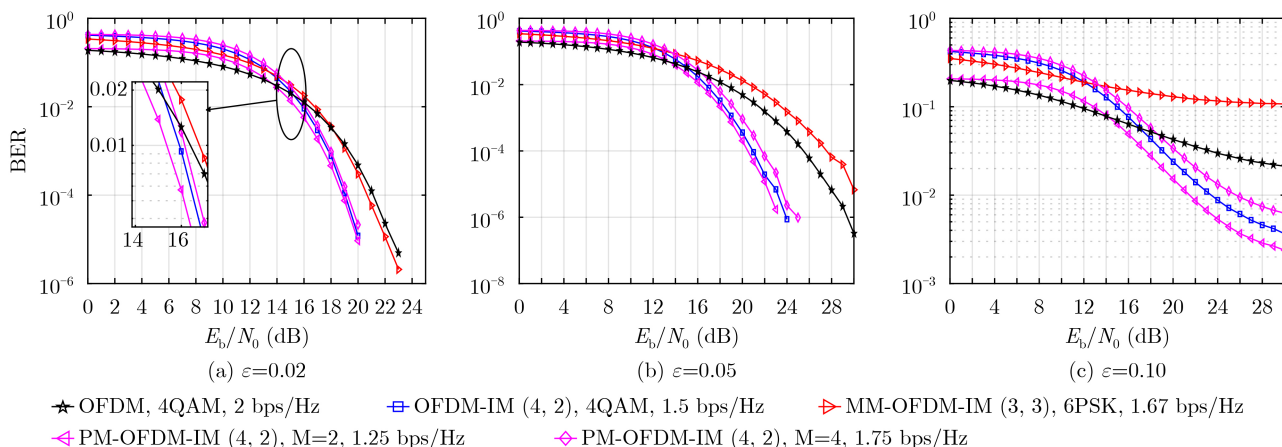 10⁰ 10⁰ 10⁰
10⁻² 10⁻² 10⁻¹
10⁻⁴ 10⁻⁴ 10⁻²
10⁻⁶ 10⁻⁶ 10⁻³
10⁻⁸
BER
0.02
0.01
14 16
0 2 4 6 8 10 12 14 16 18 20 22 24
0 4 8 12 16 20 24 28
0 4 8 12 16 20 24 28
E_b/N_0 (dB) E_b/N_0 (dB) E_b/N_0 (dB)
(a) ε=0.02 (b) ε=0.05 (c) ε=0.10
OFDM, 4QAM, 2 bps/Hz OFDM-IM (4, 2), 4QAM, 1.5 bps/Hz MM-OFDM-IM (3, 3), 6PSK, 1.67 bps/Hz
PM-OFDM-IM (4, 2), M=2, 1.25 bps/Hz PM-OFDM-IM (4, 2), M=4, 1.75 bps/Hz